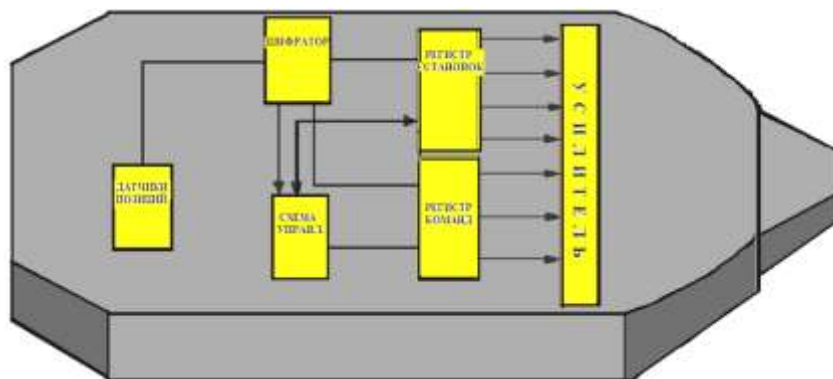 ШИФРАТОР
РЕГИСТР
УСТАНОВОК
УСИЛИТЕЛЬ
ДАТЧИКИ
ПОЗИЦИЙ
СХЕМА
УПРАВЛ.
РЕГИСТР
КОМАНД